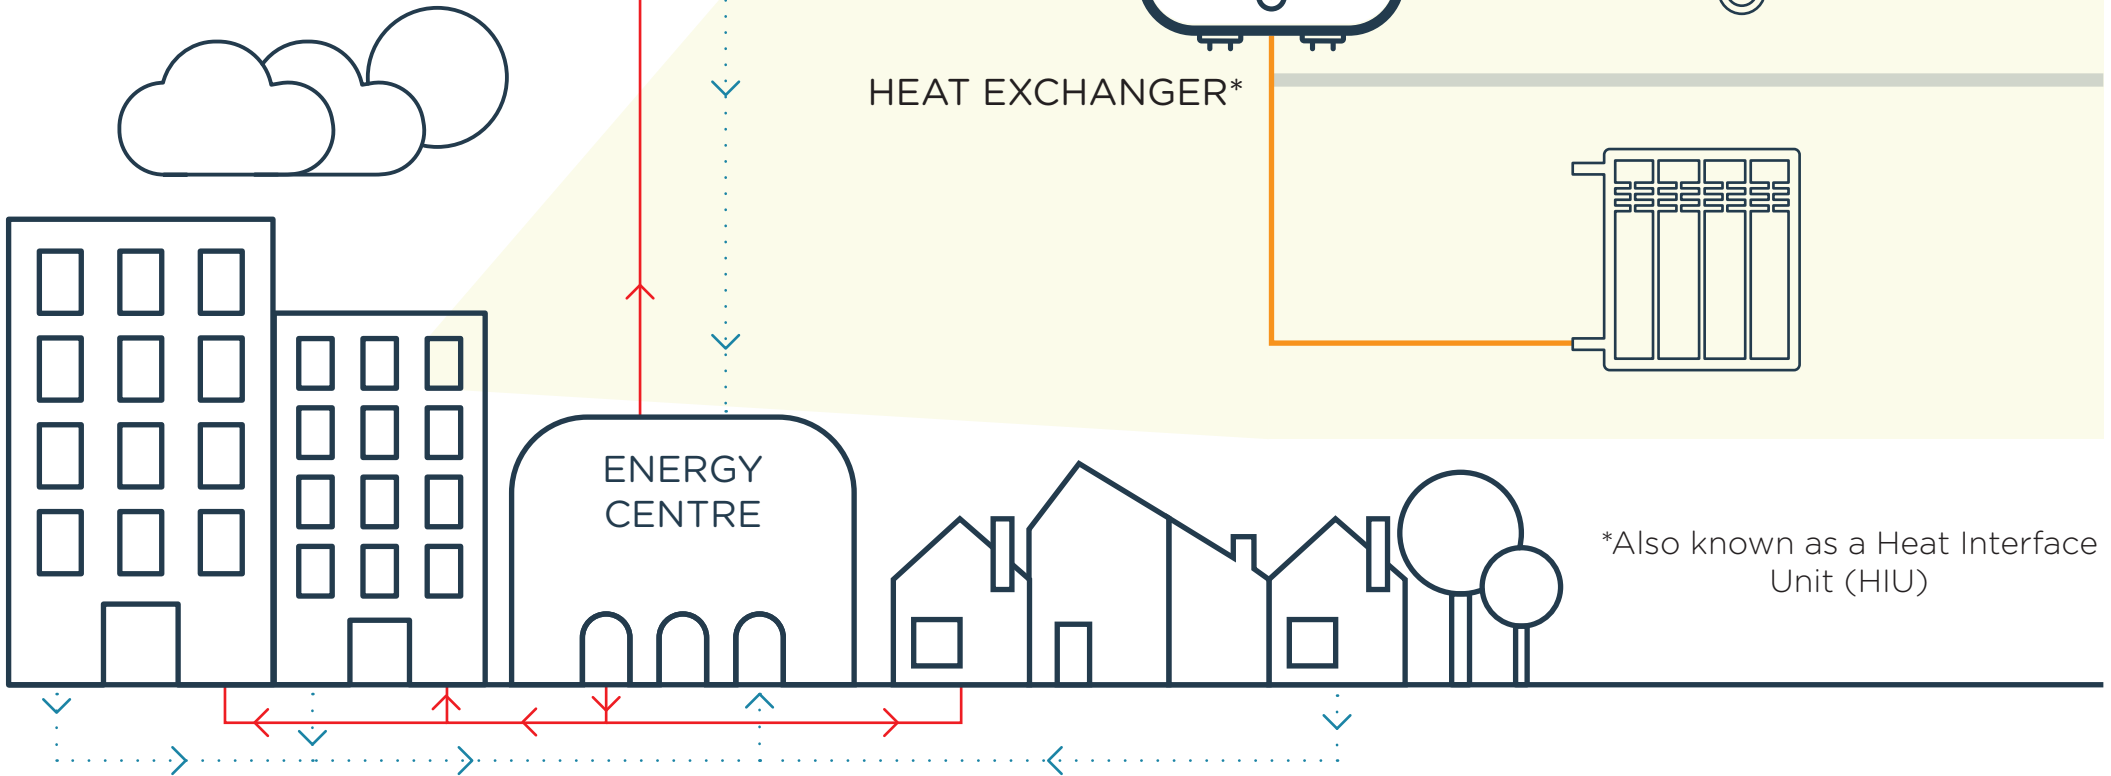 HEAT EXCHANGER*
ENERGY
CENTRE
*Also known as a Heat Interface
Unit (HIU)